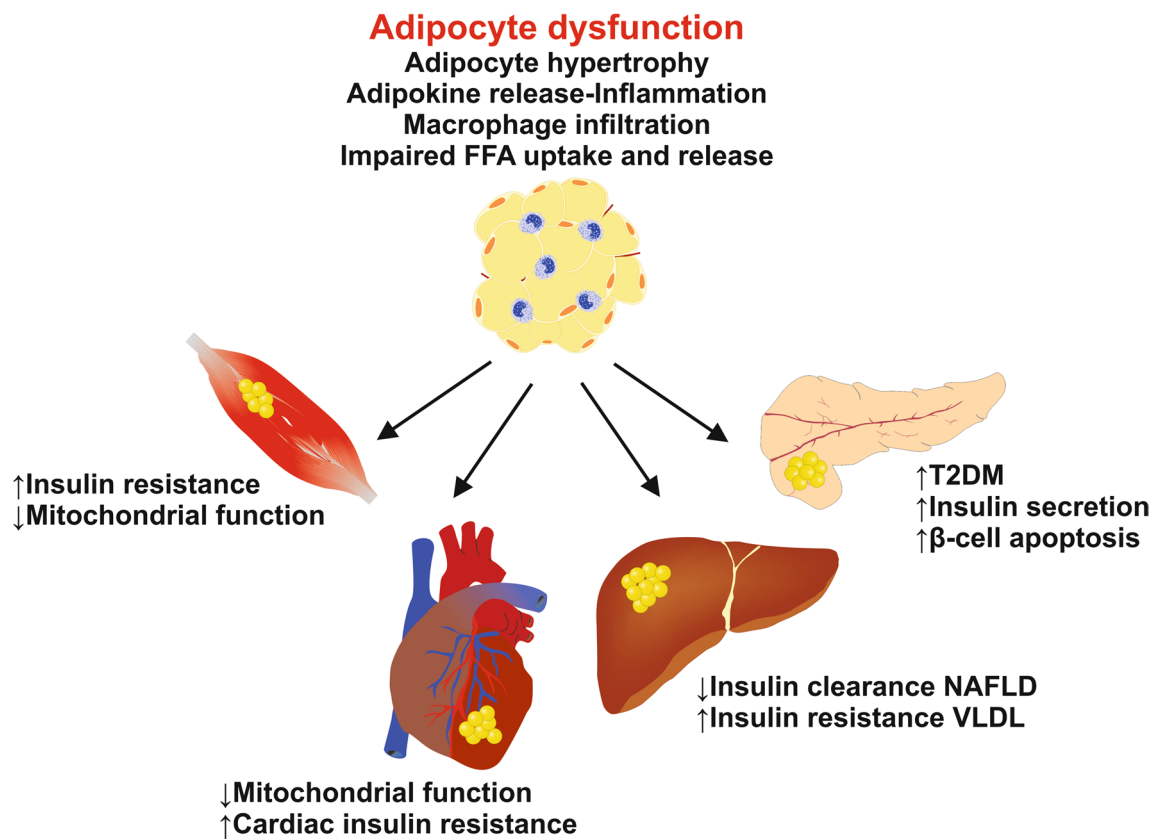 Adipocyte dysfunction
Adipocyte hypertrophy
Adipokine release-Inflammation
Macrophage infiltration
Impaired FFA uptake and release
↑Insulin resistance
↓Mitochondrial function
↑T2DM
↑Insulin secretion
↑β-cell apoptosis
↓Insulin clearance NAFLD
↑Insulin resistance VLDL
↓Mitochondrial function
↑Cardiac insulin resistance